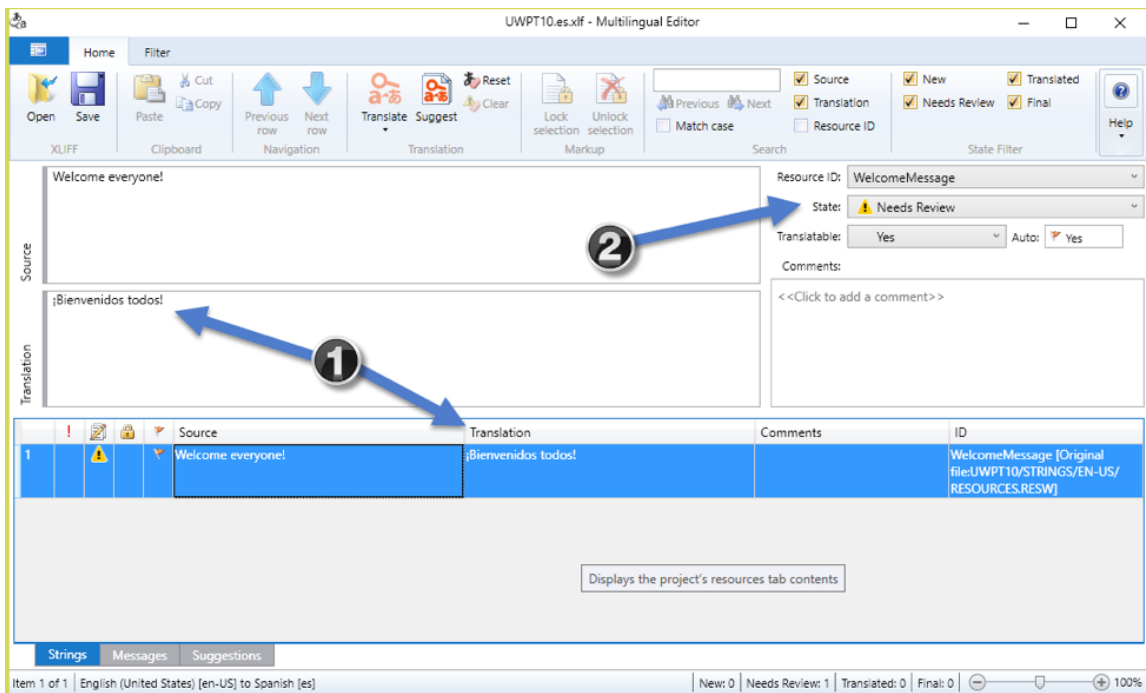 UWPT10.es.xlf - Multilingual Editor
Home Filter
Open Save
XLIFF
Paste Cut Copy
Clipboard
Previous row Next row
Navigation
Translate Suggest Reset Clear
Translation
Lock selection Unlock selection
Markup
Previous Next
Match case
Source
Translation
Resource ID
Search
New Translated
Needs Review Final
State Filter
Help
Source
Welcome everyone!
Translation
¡Bienvenidos todos!
Resource ID: WelcomeMessage
State: Needs Review
Translatable: Yes Auto: Yes
Comments:
<<Click to add a comment>>
2
1
! Source Translation Comments ID
1 Welcome everyone! ¡Bienvenidos todos! WelcomeMessage [Original
file:UWPT10/STRINGS/EN-US/
RESOURCES.RESW]
Displays the project's resources tab contents
Strings Messages Suggestions
Item 1 of 1 English (United States) [en-US] to Spanish [es] New: 0 Needs Review: 1 Translated: 0 Final: 0 100%